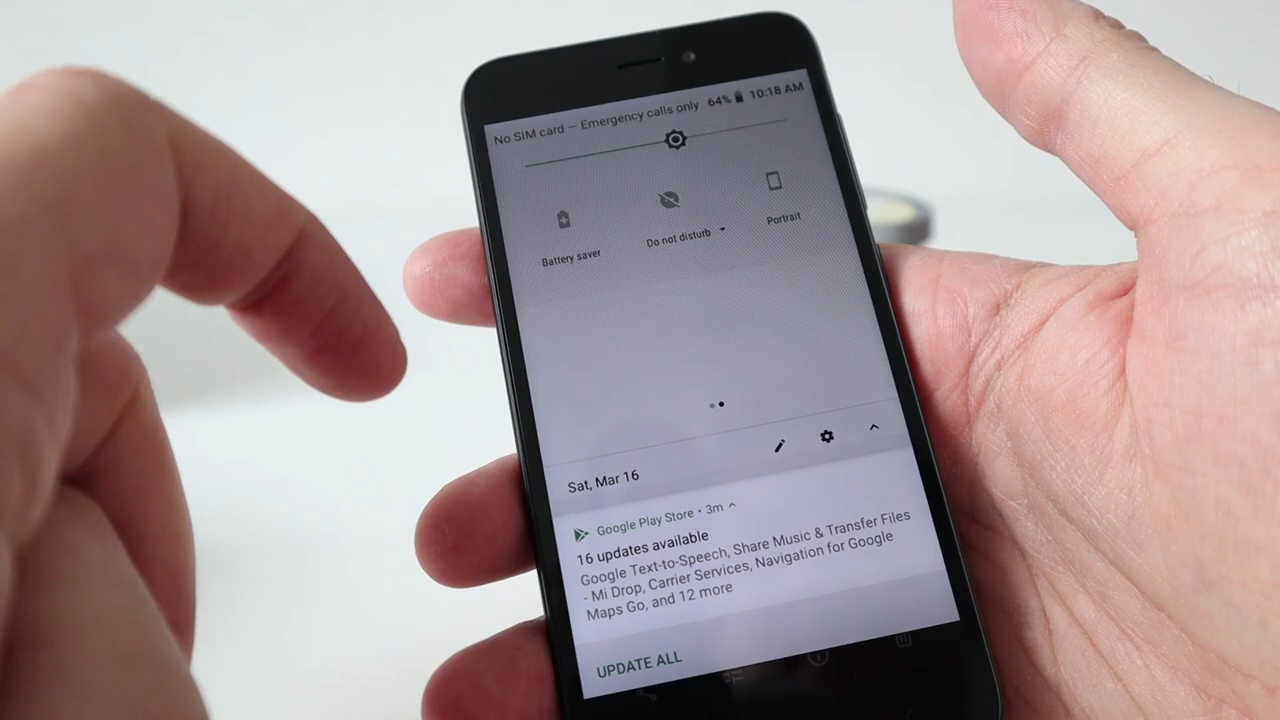 No SIM card — Emergency calls only 64% 10:18 AM
Battery saver
Do not disturb
Portrait
Sat, Mar 16
Google Play Store • 3m
16 updates available
Google Text-to-Speech, Share Music & Transfer Files
- Mi Drop, Carrier Services, Navigation for Google
Maps Go, and 12 more
UPDATE ALL